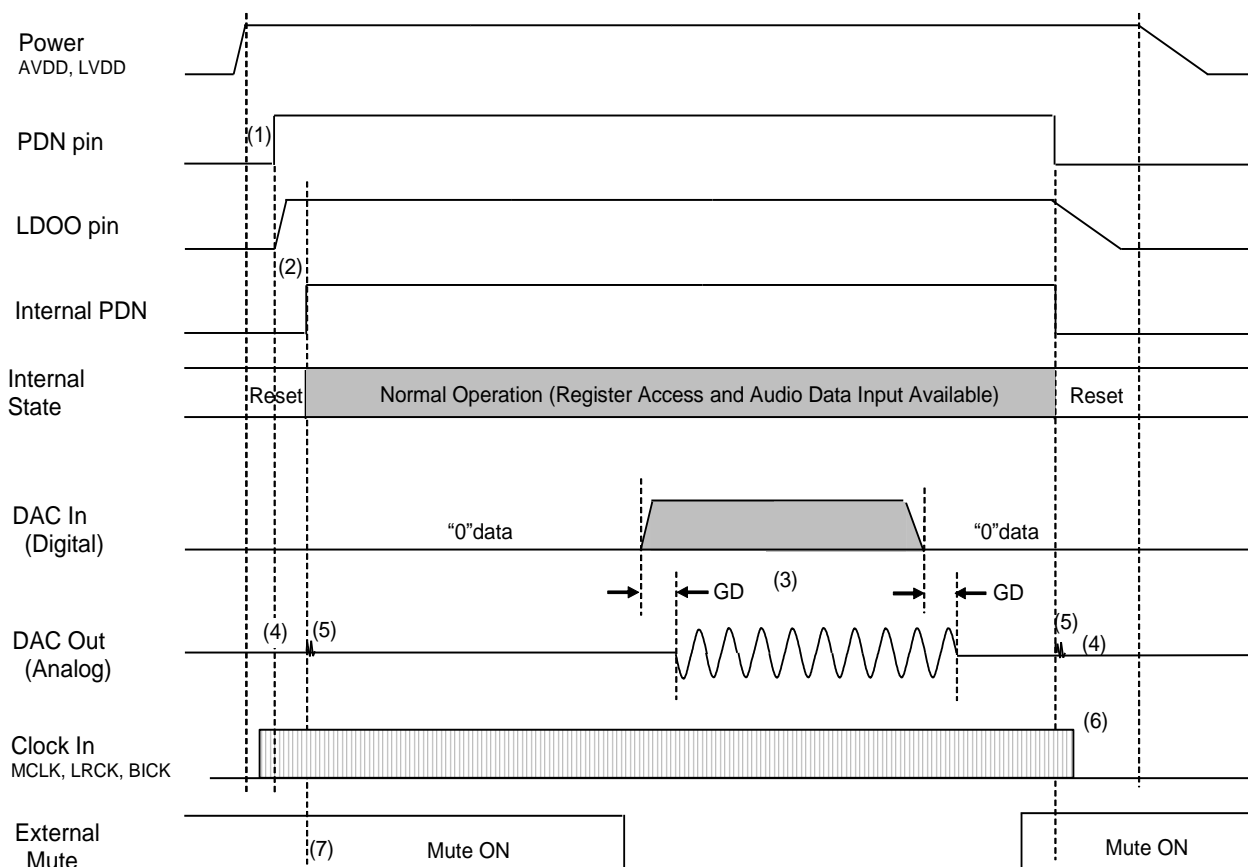 Power
AVDD, LVDD
PDN pin
(1)
LDOO pin
(2)
Internal PDN
Internal
State
Reset
Normal Operation (Register Access and Audio Data Input Available)
Reset
DAC In
(Digital)
“0”data
“0”data
GD
(3)
GD
DAC Out
(Analog)
(4)
(5)
(5)
(4)
Clock In
MCLK, LRCK, BICK
(6)
External
Mute
(7)
Mute ON
Mute ON